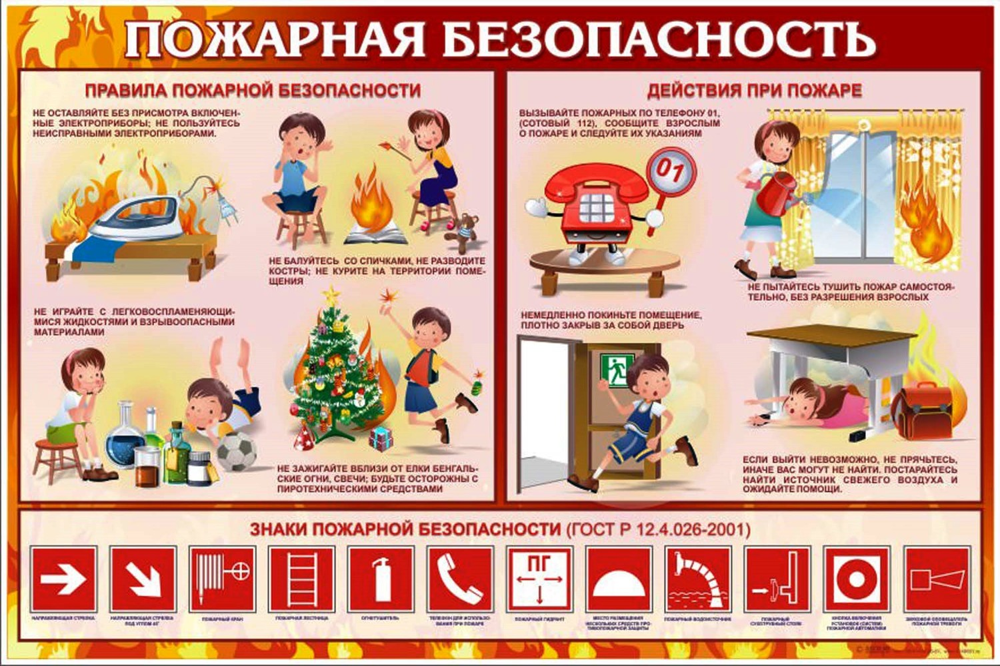 ПОЖАРНАЯ БЕЗОПАСНОСТЬ
ПРАВИЛА ПОЖАРНОЙ БЕЗОПАСНОСТИ
НЕ ОСТАВЛЯЙТЕ БЕЗ ПРИСМОТРА ВКЛЮЧЕН-
НЫЕ ЭЛЕКТРОПРИБОРЫ; НЕ ПОЛЬЗУЙТЕСЬ
НЕИСПРАВНЫМИ ЭЛЕКТРОПРИБОРАМИ.
НЕ БАЛУЙТЕСЬ СО СПИЧКАМИ, НЕ РАЗВОДИТЕ
КОСТРЫ; НЕ КУРИТЕ НА ТЕРРИТОРИИ ПОМЕ-
ЩЕНИЯ
НЕ ИГРАЙТЕ С ЛЕГКОВОСПЛАМЕНЯЮЩИ-
МИСЯ ЖИДКОСТЯМИ И ВЗРЫВООПАСНЫМИ
МАТЕРИАЛАМИ
НЕ ЗАЖИГАЙТЕ ВБЛИЗИ ОТ ЕЛКИ БЕНГАЛЬ-
СКИЕ ОГНИ, СВЕЧИ; БУДЬТЕ ОСТОРОЖНЫ С
ПИРОТЕХНИЧЕСКИМИ СРЕДСТВАМИ
ДЕЙСТВИЯ ПРИ ПОЖАРЕ
ВЫЗЫВАЙТЕ ПОЖАРНЫХ ПО ТЕЛЕФОНУ 01,
(СОТОВЫЙ 112), СООБЩИТЕ ВЗРОСЛЫМ
О ПОЖАРЕ И СЛЕДУЙТЕ ИХ УКАЗАНИЯМ
01
НЕ ПЫТАЙТЕСЬ ТУШИТЬ ПОЖАР САМОСТОЯ-
ТЕЛЬНО, БЕЗ РАЗРЕШЕНИЯ ВЗРОСЛЫХ
НЕМЕДЛЕННО ПОКИНЬТЕ ПОМЕЩЕНИЕ,
ПЛОТНО ЗАКРЫВ ЗА СОБОЙ ДВЕРЬ
ЕСЛИ ВЫЙТИ НЕВОЗМОЖНО, НЕ ПРЯЧЬТЕСЬ,
ИНАЧЕ ВАС МОГУТ НЕ НАЙТИ. ПОСТАРАЙТЕСЬ
НАЙТИ ИСТОЧНИК СВЕЖЕГО ВОЗДУХА И
ОЖИДАЙТЕ ПОМОЩИ.
ЗНАКИ ПОЖАРНОЙ БЕЗОПАСНОСТИ (ГОСТ Р 12.4.026-2001)
ПГ
НАПРАВЛЯЮЩАЯ СТРЕЛКА
НАПРАВЛЯЮЩАЯ СТРЕЛКА
ПОД УГЛОМ 45°
ПОЖАРНЫЙ КРАН
ПОЖАРНАЯ ЛЕСТНИЦА
ОГНЕТУШИТЕЛЬ
ТЕЛЕФОН ДЛЯ ИСПОЛЬЗО-
ВАНИЯ ПРИ ПОЖАРЕ
ПОЖАРНЫЙ ГИДРАНТ
МЕСТО РАЗМЕЩЕНИЯ
НЕСКОЛЬКИХ СРЕДСТВ ПРО-
ТИВОПОЖАРНОЙ ЗАЩИТЫ
ПОЖАРНЫЙ ВОДОИСТОЧНИК
ПОЖАРНЫЙ
СУХОТРУБНЫЙ СТОЯК
КНОПКА ВКЛЮЧЕНИЯ
УСТАНОВОК (СИСТЕМ)
ПОЖАРНОЙ АВТОМАТИКИ
ЗВУКОВОЙ ОПОВЕЩАТЕЛЬ
ПОЖАРНОЙ ТРЕВОГИ